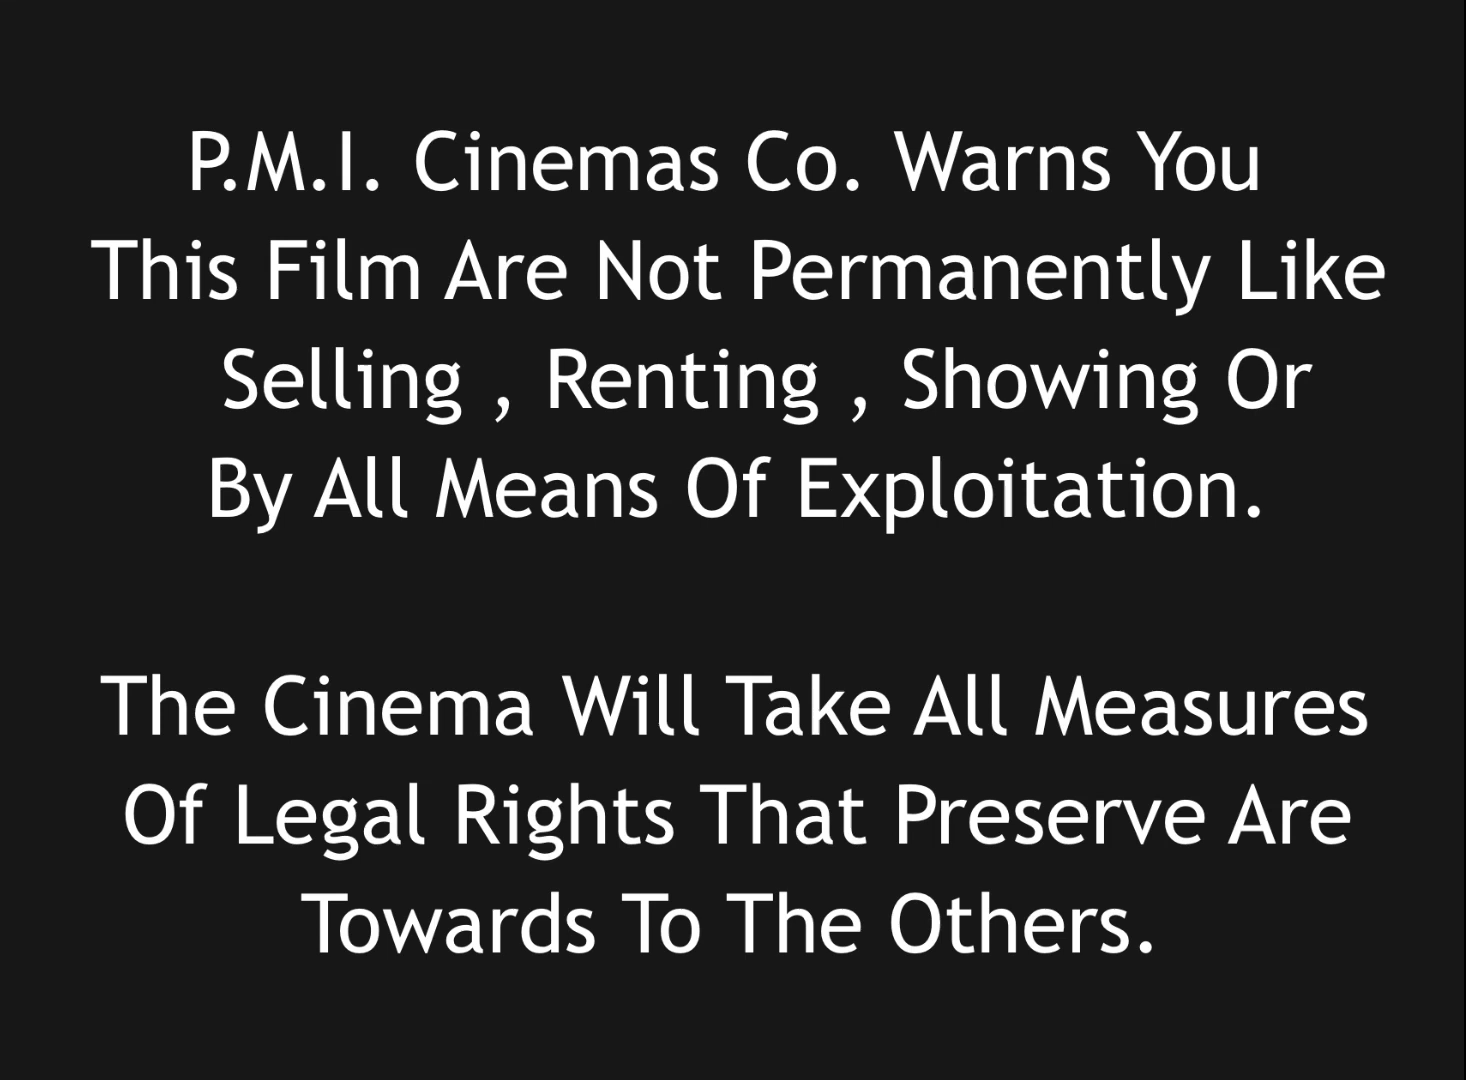 P.M.I. Cinemas Co. Warns You
This Film Are Not Permanently Like
Selling , Renting , Showing Or
By All Means Of Exploitation.
The Cinema Will Take All Measures
Of Legal Rights That Preserve Are
Towards To The Others.